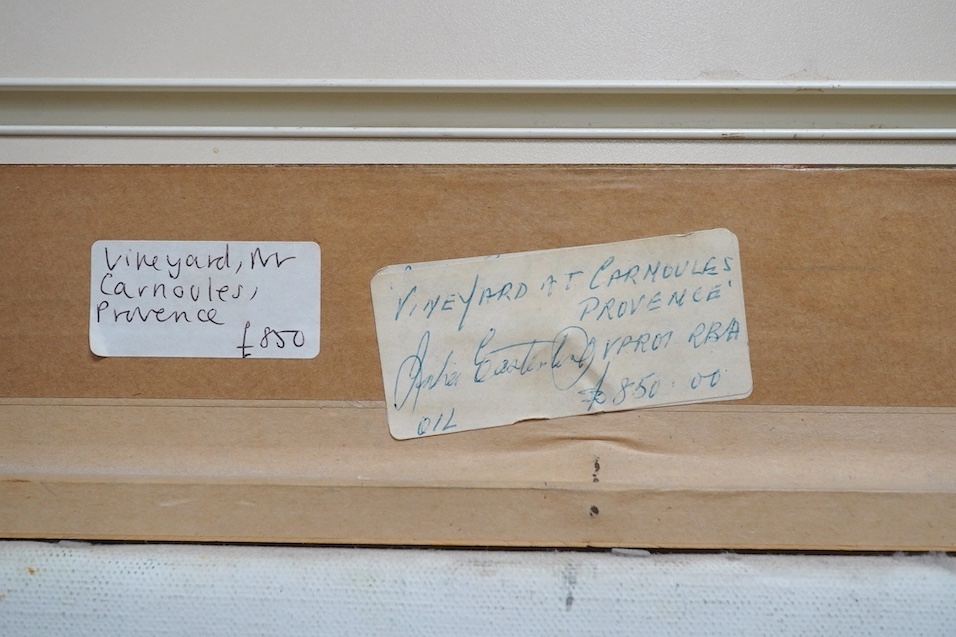 Vineyard, Nr
Carnoules,
Provence
£850
'VINEYARD AT CARNOULES
PROVENCE'
VPROI RBA
£850.00
OIL